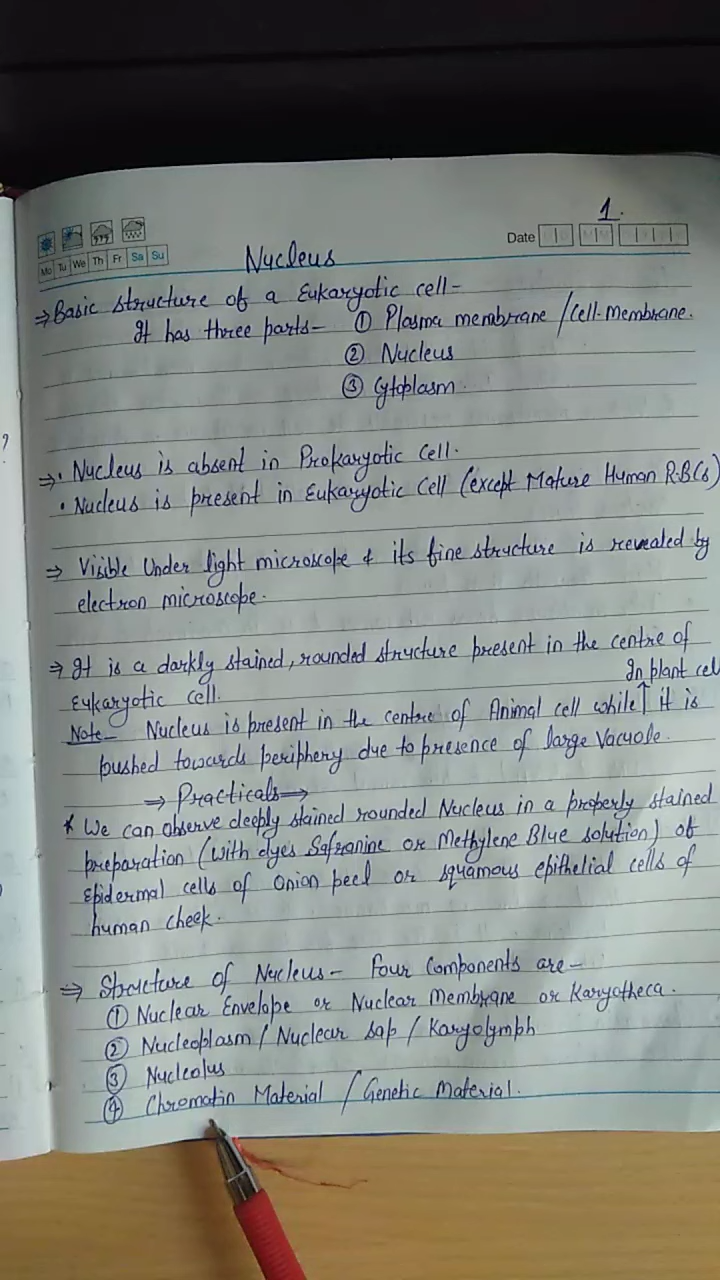 1.
Date
Mo Tu We Th Fr Sa Su
Nucleus
⇒ Basic structure of a Eukaryotic cell-
It has three parts- ① Plasma membrane / Cell-Membrane.
② Nucleus
③ Cytoplasm.
?
⇒ • Nucleus is absent in Prokaryotic Cell.
• Nucleus is present in Eukaryotic Cell (except Mature Human R.B.Cs)
⇒ Visible Under light microscope & its fine structure is revealed by
electron microscope.
⇒ It is a darkly stained, rounded structure present in the centre of
Eukaryotic cell.
In plant cel
Note- Nucleus is present in the centre of Animal cell while↑ it is
pushed towards periphery due to presence of large Vacuole.
⇒ Practicals ⇒
* We can observe deeply stained rounded Nucleus in a properly stained
preparation (with dyes Safranine or Methylene Blue solution) of
Epidermal cells of Onion peel or squamous epithelial cells of
human cheek.
⇒ Structure of Nucleus- Four Components are-
① Nuclear Envelope or Nuclear Membrane or Karyotheca.
② Nucleoplasm / Nuclear sap / Karyolymph
③ Nucleolus
④ Chromatin Material / Genetic Material.